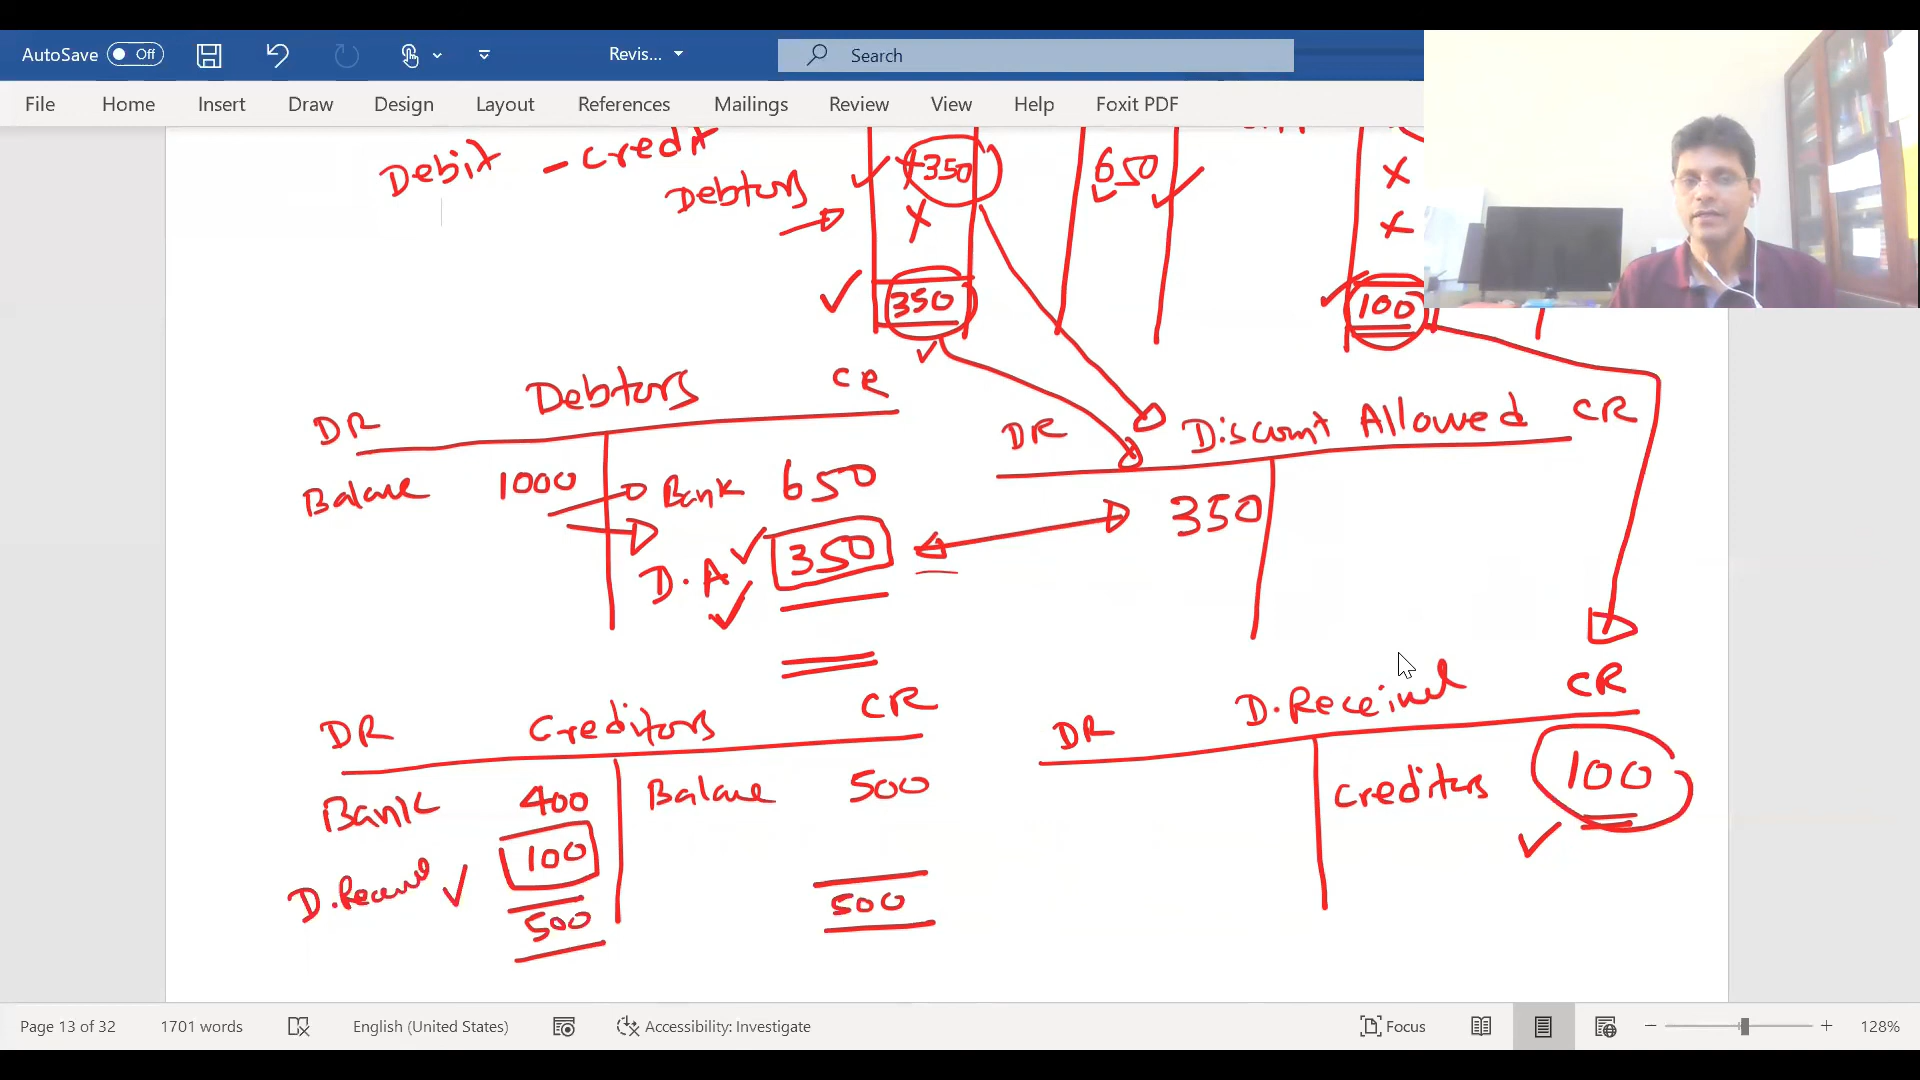 AutoSave Off Revis... Search
File Home Insert Draw Design Layout References Mailings Review View Help Foxit PDF
Debit - credit
Debtors
+350
X
350
650
X
X
100
DR Debtors CR
Balance 1000
Bank 650
D.A 350
DR Discount Allowed CR
350
DR Creditors CR
Bank 400
100
D.Received
500
Balance 500
500
DR D.Received CR
Creditors 100
Page 13 of 32 1701 words English (United States) Accessibility: Investigate Focus 128%